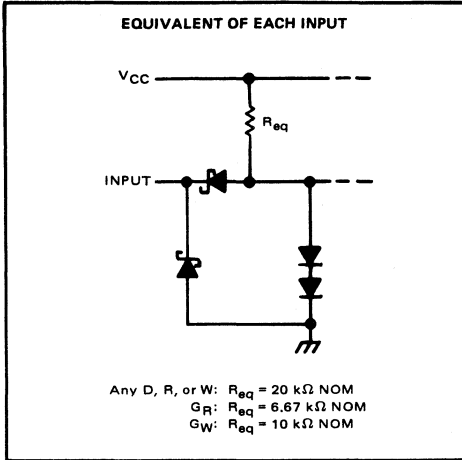 EQUIVALENT OF EACH INPUT
VCC
Req
INPUT
Any D, R, or W: Req = 20 kΩ NOM
GR: Req = 6.67 kΩ NOM
GW: Req = 10 kΩ NOM